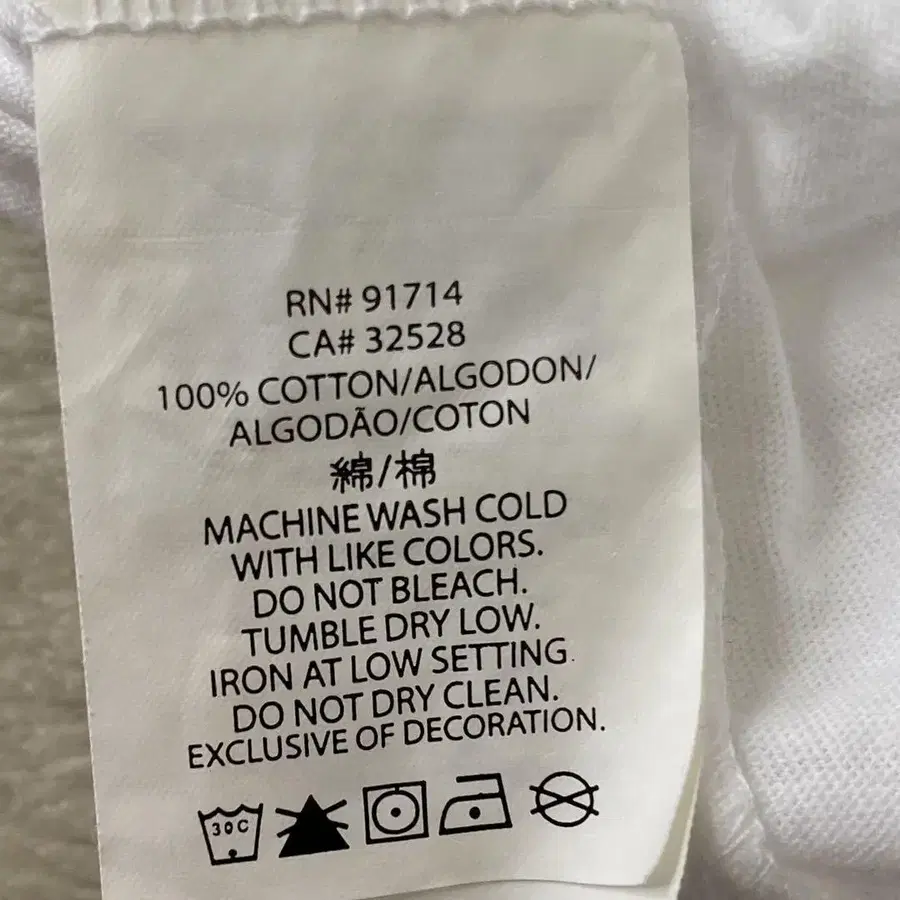 RN# 91714
CA# 32528
100% COTTON/ALGODON/
ALGODÃO/COTON
綿/棉
MACHINE WASH COLD
WITH LIKE COLORS.
DO NOT BLEACH.
TUMBLE DRY LOW.
IRON AT LOW SETTING.
DO NOT DRY CLEAN.
EXCLUSIVE OF DECORATION.
30C